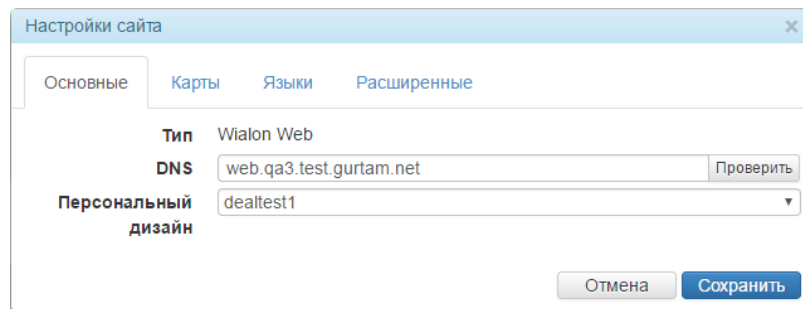 Настройки сайта ×
Основные Карты Языки Расширенные
Тип Wialon Web
DNS web.qa3.test.gurtam.net Проверить
Персональный dealtest1
дизайн
Отмена Сохранить